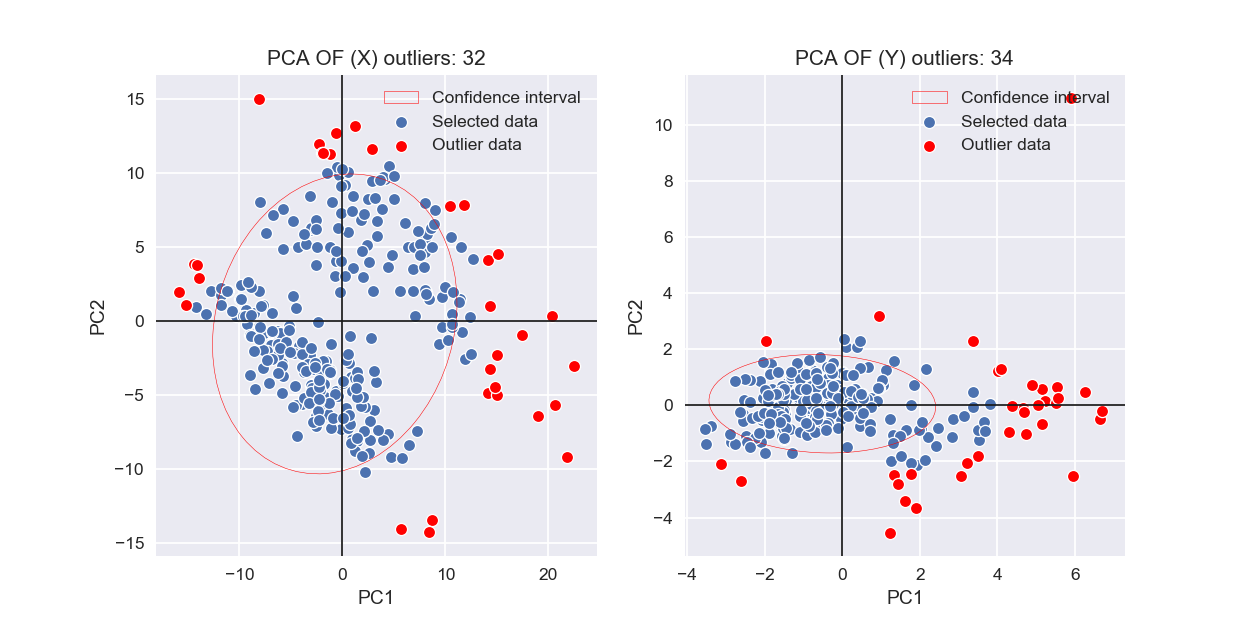 PCA OF (X) outliers: 32
Confidence interval
Selected data
Outlier data
15
10
5
0
−5
−10
−15
PC2
−10
0
10
20
PC1
PCA OF (Y) outliers: 34
Confidence interval
Selected data
Outlier data
10
8
6
4
2
0
−2
−4
PC2
−4
−2
0
2
4
6
PC1